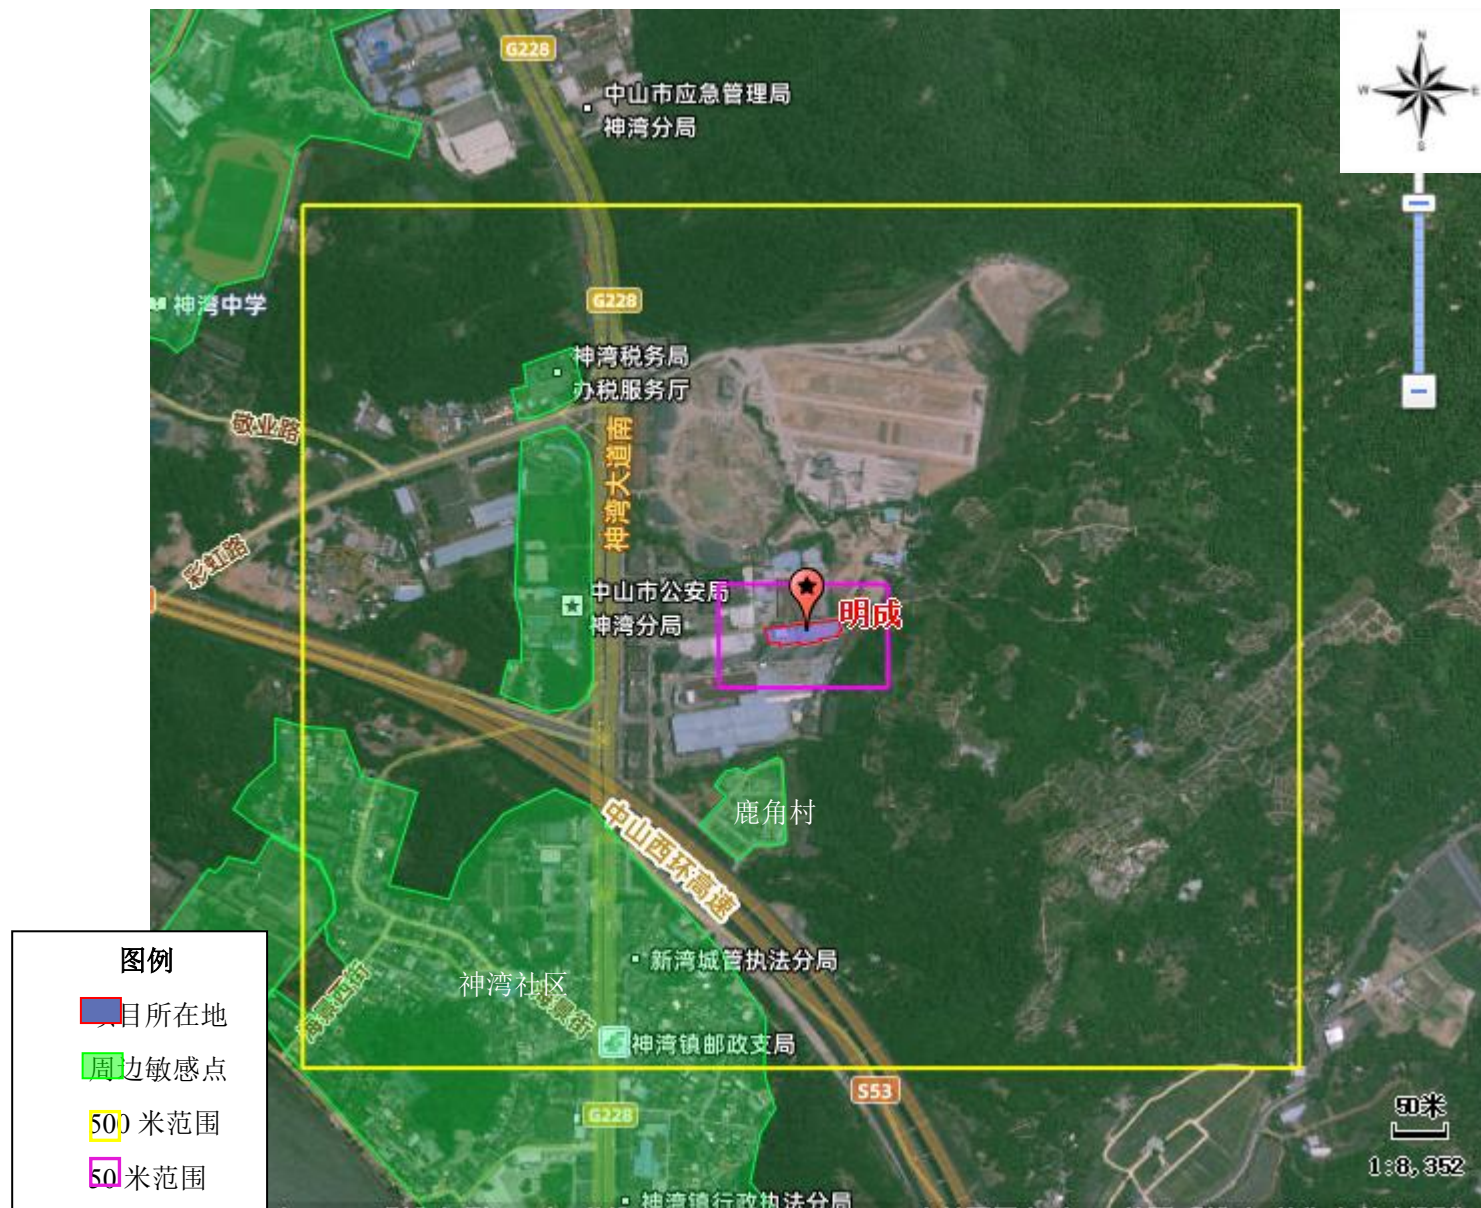 G228
中山市应急管理局
神湾分局
N
W
E
S
神湾中学
G228
神湾税务局
办税服务厅
敬业路
神湾大道南
彩虹路
中山市公安局
神湾分局
明成
鹿角村
中山西环高速
新湾城管执法分局
神湾社区
海景西街
神湾镇邮政支局
S53
G228
神湾镇行政执法分局
50米
1:8,352
图例
项目所在地
周边敏感点
500 米范围
50 米范围